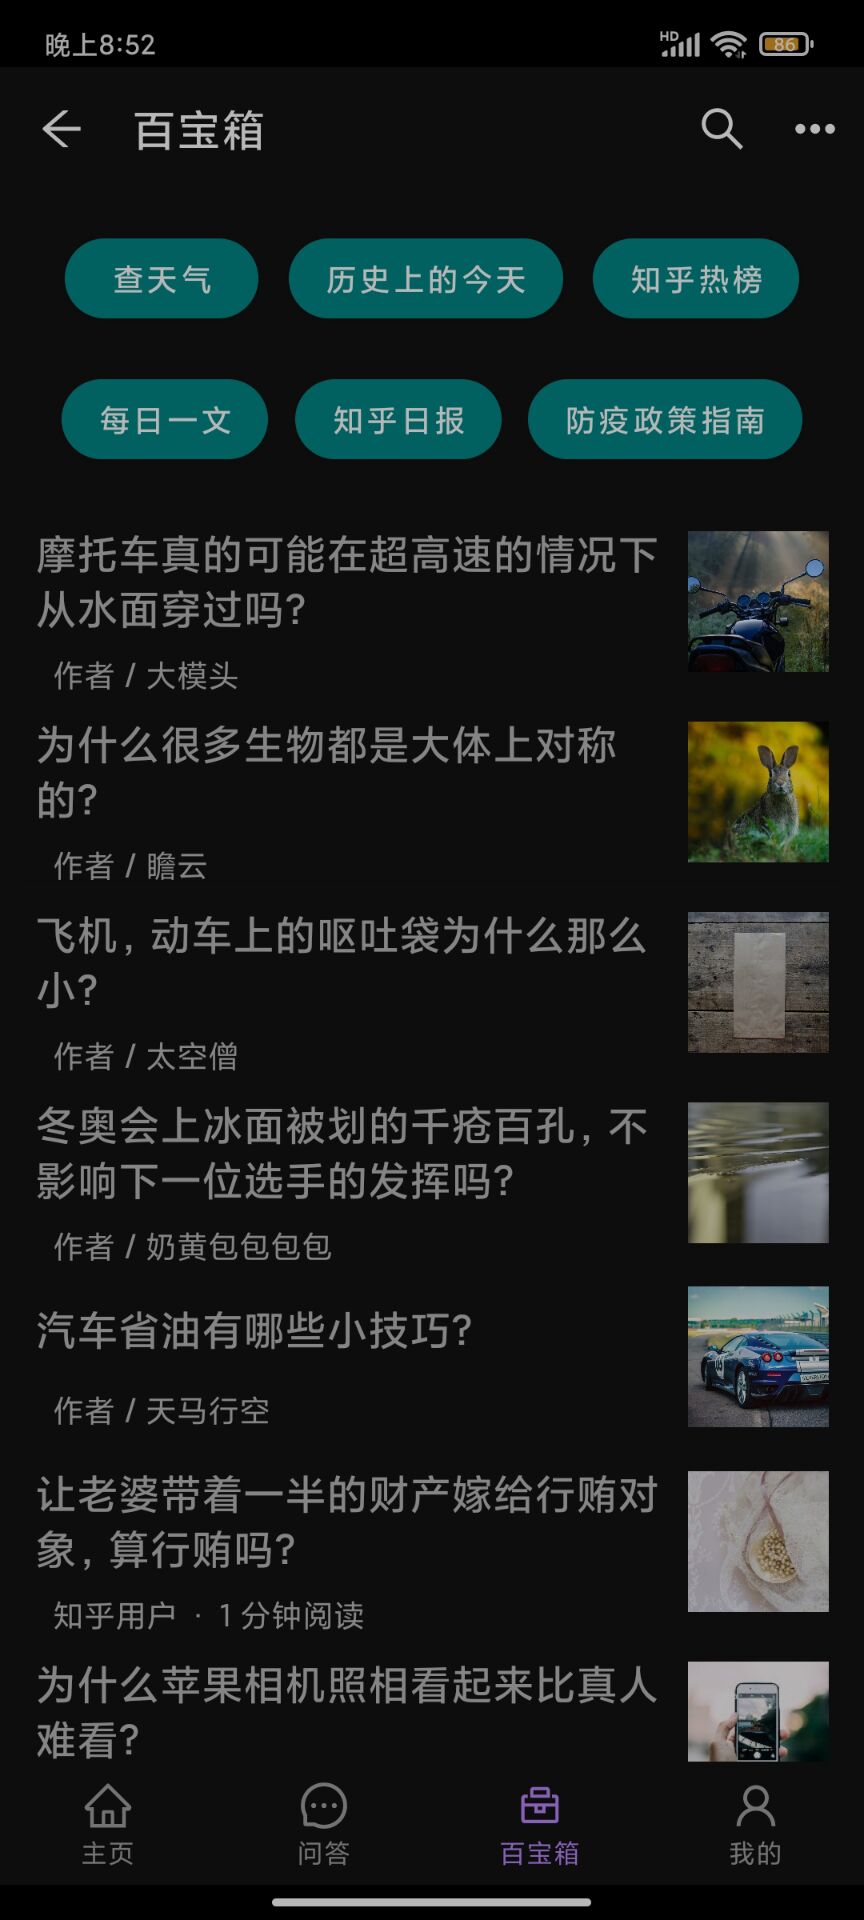 晚上8:52
HD
86
百宝箱
查天气
历史上的今天
知乎热榜
每日一文
知乎日报
防疫政策指南
摩托车真的可能在超高速的情况下
从水面穿过吗?
作者 / 大模头
为什么很多生物都是大体上对称
的?
作者 / 瞻云
飞机,动车上的呕吐袋为什么那么
小?
作者 / 太空僧
冬奥会上冰面被划的千疮百孔,不
影响下一位选手的发挥吗?
作者 / 奶黄包包包包
汽车省油有哪些小技巧?
作者 / 天马行空
让老婆带着一半的财产嫁给行贿对
象,算行贿吗?
知乎用户 · 1 分钟阅读
为什么苹果相机照相看起来比真人
难看?
主页
问答
百宝箱
我的